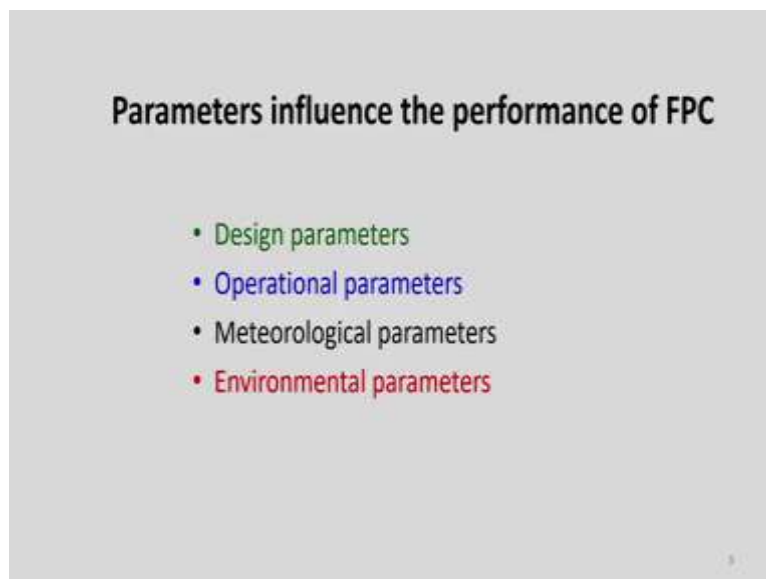 Parameters influence the performance of FPC
• Design parameters
• Operational parameters
• Meteorological parameters
• Environmental parameters